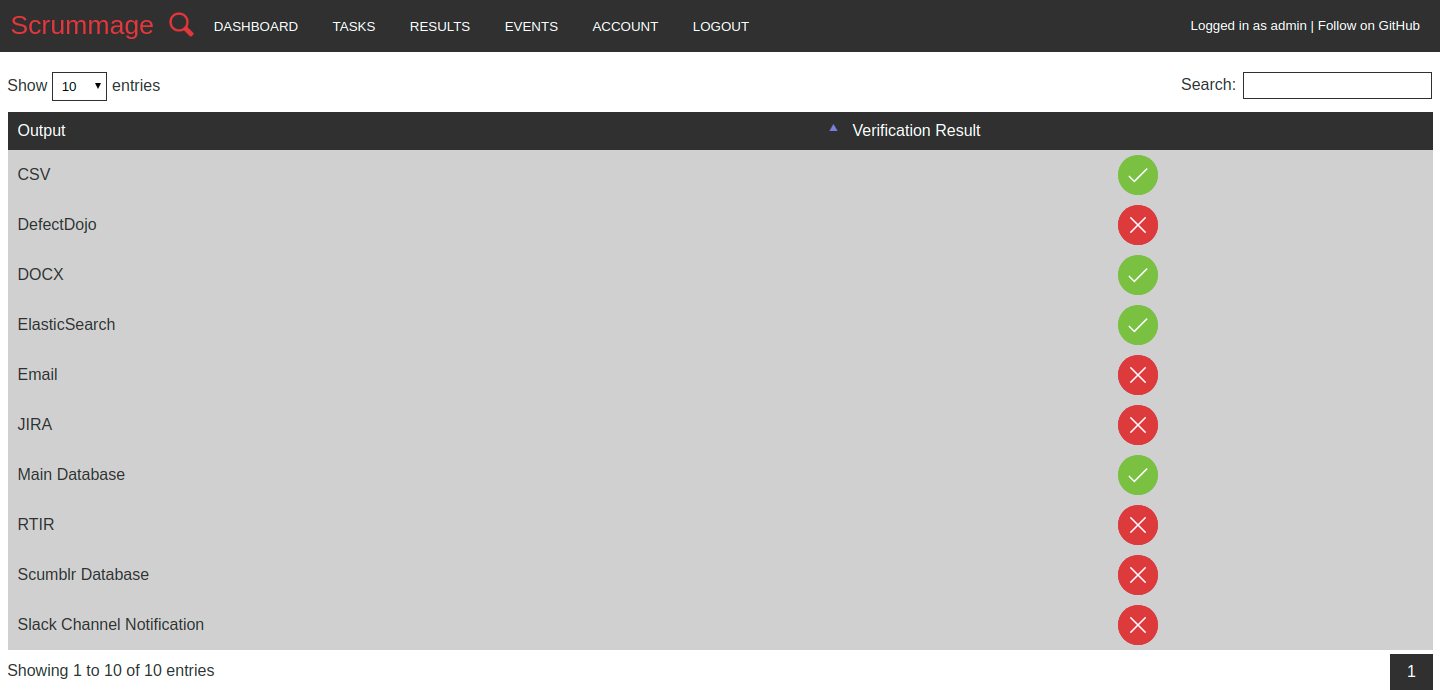 Scrummage DASHBOARD TASKS RESULTS EVENTS ACCOUNT LOGOUT Logged in as admin | Follow on GitHub
Show 10 entries Search:
Output Verification Result
CSV
DefectDojo
DOCX
ElasticSearch
Email
JIRA
Main Database
RTIR
Scumblr Database
Slack Channel Notification
Showing 1 to 10 of 10 entries 1